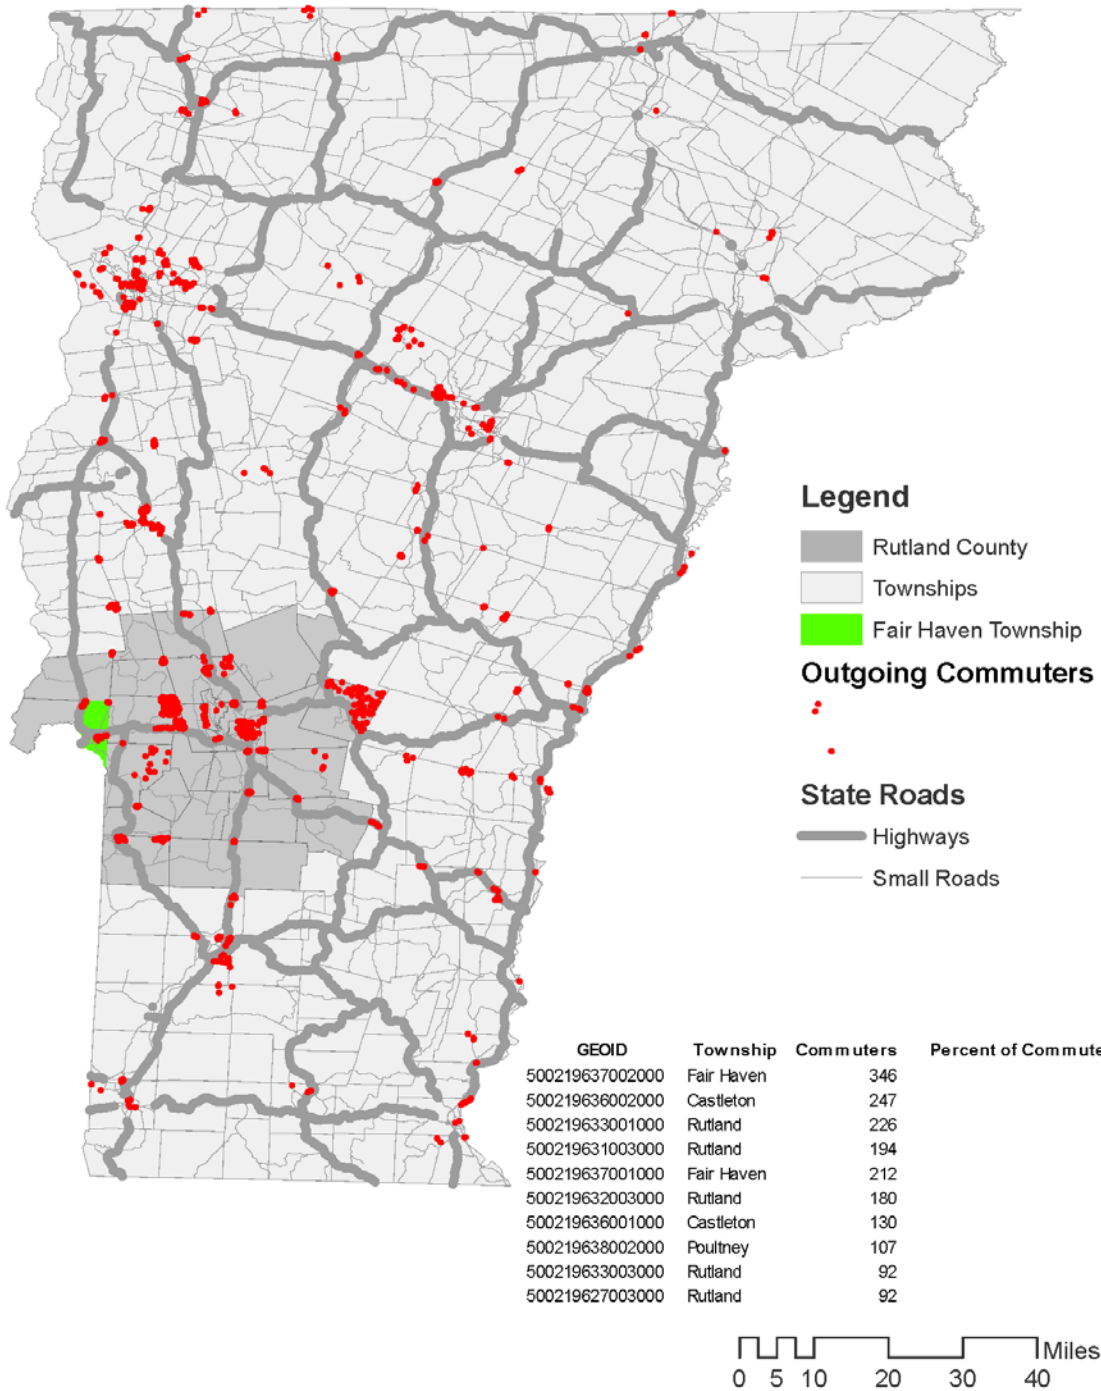 Legend
Rutland County
Townships
Fair Haven Township
Outgoing Commuters
State Roads
Highways
Small Roads
GEOID Township Commuters Percent of Commute
500219637002000 Fair Haven 346
500219636002000 Castleton 247
500219633001000 Rutland 226
500219631003000 Rutland 194
500219637001000 Fair Haven 212
500219632003000 Rutland 180
500219636001000 Castleton 130
500219638002000 Poultney 107
500219633003000 Rutland 92
500219627003000 Rutland 92
Miles
0 5 10 20 30 40